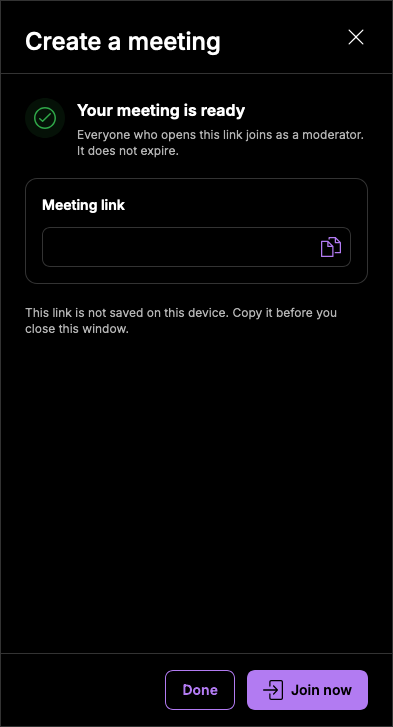 Create a meeting
Your meeting is ready
Everyone who opens this link joins as a moderator.
It does not expire.
Meeting link
This link is not saved on this device. Copy it before you
close this window.
Done
Join now